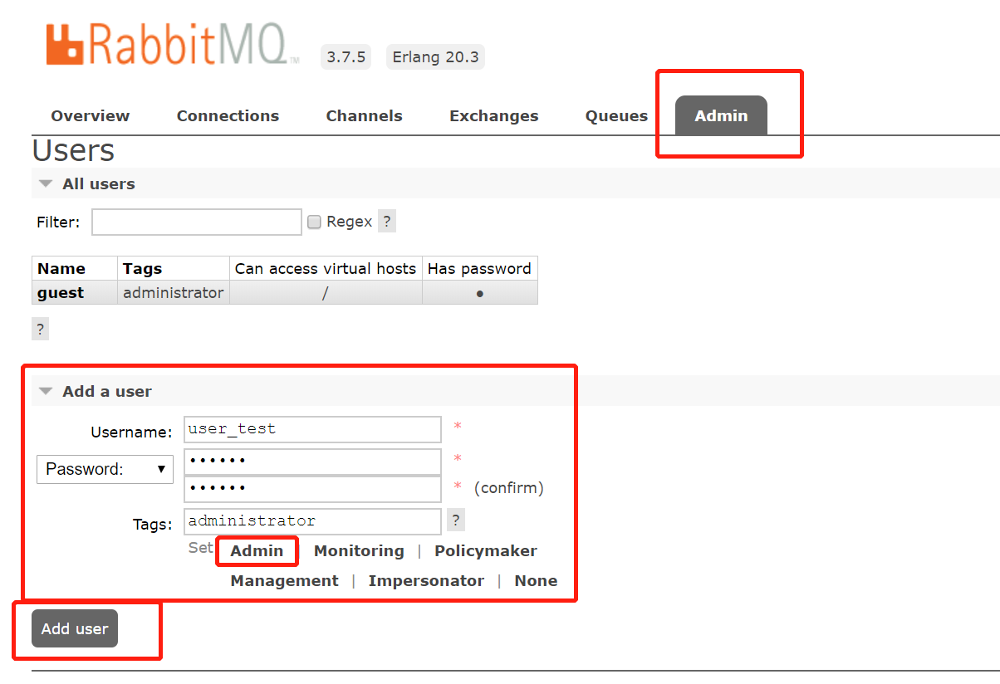 RabbitMQ TM 3.7.5 Erlang 20.3
Overview Connections Channels Exchanges Queues Admin
Users
All users
Filter: Regex ?
Name Tags Can access virtual hosts Has password
guest administrator / ●
?
Add a user
Username: user_test *
Password: ▼ •••••• *
•••••• * (confirm)
Tags: administrator ?
Set Admin Monitoring | Policymaker
Management | Impersonator | None
Add user